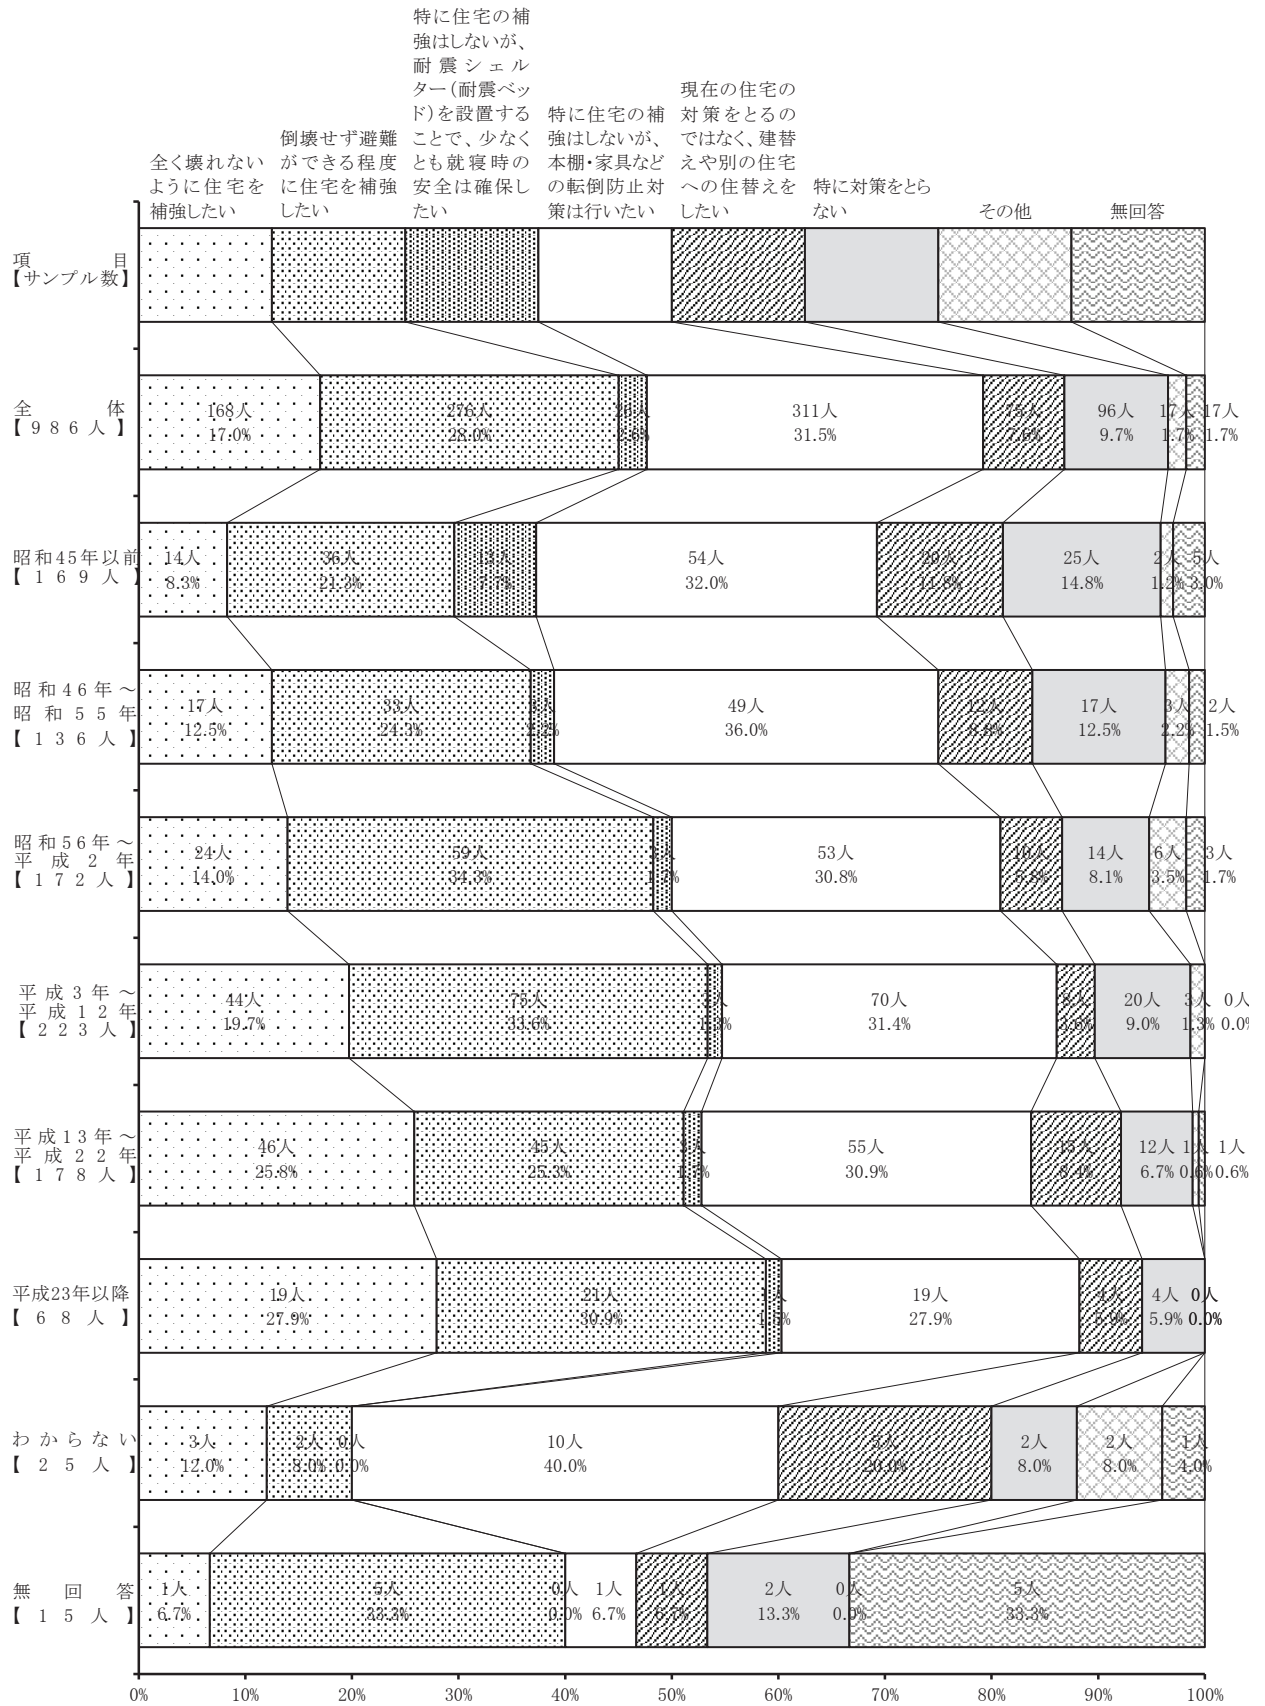 全く壊れない
ように住宅を
補強したい
倒壊せず避難
ができる程度
に住宅を補強
したい
特に住宅の補
強はしないが、
耐震シェル
ター(耐震ベッ
ド)を設置する
ことで、少なく
とも就寝時の
安全は確保し
たい
特に住宅の補
強はしないが、
本棚・家具など
の転倒防止対
策は行いたい
現在の住宅の
対策をとるの
ではなく、建替
えや別の住宅
への住替えを
したい
特に対策をとら
ない
その他
無回答
項目
【サンプル数】
全体
【986人】
168人 276人 311人 75人 96人 17人 17人
17.0% 28.0% 2.6% 31.5% 7.6% 9.7% 1.7% 1.7%
昭和45年以前
【169人】
14人 36人 13人 54人 20人 25人 2人 5人
8.3% 21.3% 7.7% 32.0% 11.8% 14.8% 1.2% 3.0%
昭和46年～
昭和55年
【136人】
17人 33人 49人 12人 17人 3人 2人
12.5% 24.3% 2.2% 36.0% 8.8% 12.5% 2.2% 1.5%
昭和56年～
平成2年
【172人】
24人 59人 53人 10人 14人 6人 3人
14.0% 34.3% 1.7% 30.8% 5.8% 8.1% 3.5% 1.7%
平成3年～
平成12年
【223人】
44人 75人 3人 70人 8人 20人 3人 0人
19.7% 33.6% 1.3% 31.4% 3.6% 9.0% 1.3% 0.0%
平成13年～
平成22年
【178人】
46人 45人 55人 15人 12人 1人 1人
25.8% 25.3% 1.7% 30.9% 8.4% 6.7% 0.6% 0.6%
平成23年以降
【68人】
19人 21人 1人 19人 4人 4人 0人
27.9% 30.9% 1.5% 27.9% 5.9% 5.9% 0.0%
わからない
【25人】
3人 2人 0人 10人 5人 2人 2人 1人
12.0% 8.0% 0.0% 40.0% 20.0% 8.0% 8.0% 4.0%
無回答
【15人】
1人 5人 0人 1人 1人 2人 0人 5人
6.7% 33.3% 0.0% 6.7% 6.7% 13.3% 0.0% 33.3%
0% 10% 20% 30% 40% 50% 60% 70% 80% 90% 100%